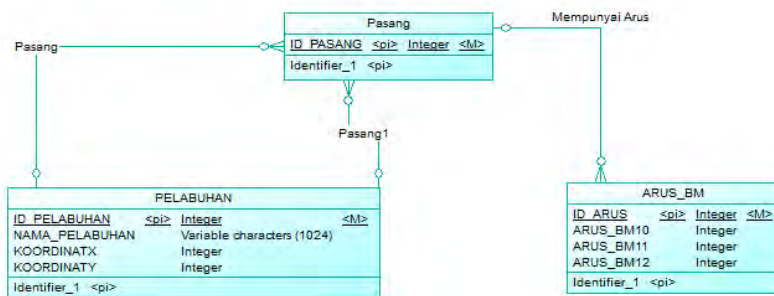 Pasang
ID_PASANG <pi> Integer <M>
Identifier_1 <pi>
Mempunyai Arus
Pasang
Pasang1
PELABUHAN
ID_PELABUHAN <pi> Integer <M>
NAMA_PELABUHAN Variable characters (1024)
KOORDINATX Integer
KOORDINATY Integer
Identifier_1 <pi>
ARUS_BM
ID_ARUS <pi> Integer <M>
ARUS_BM10 Integer
ARUS_BM11 Integer
ARUS_BM12 Integer
Identifier_1 <pi>